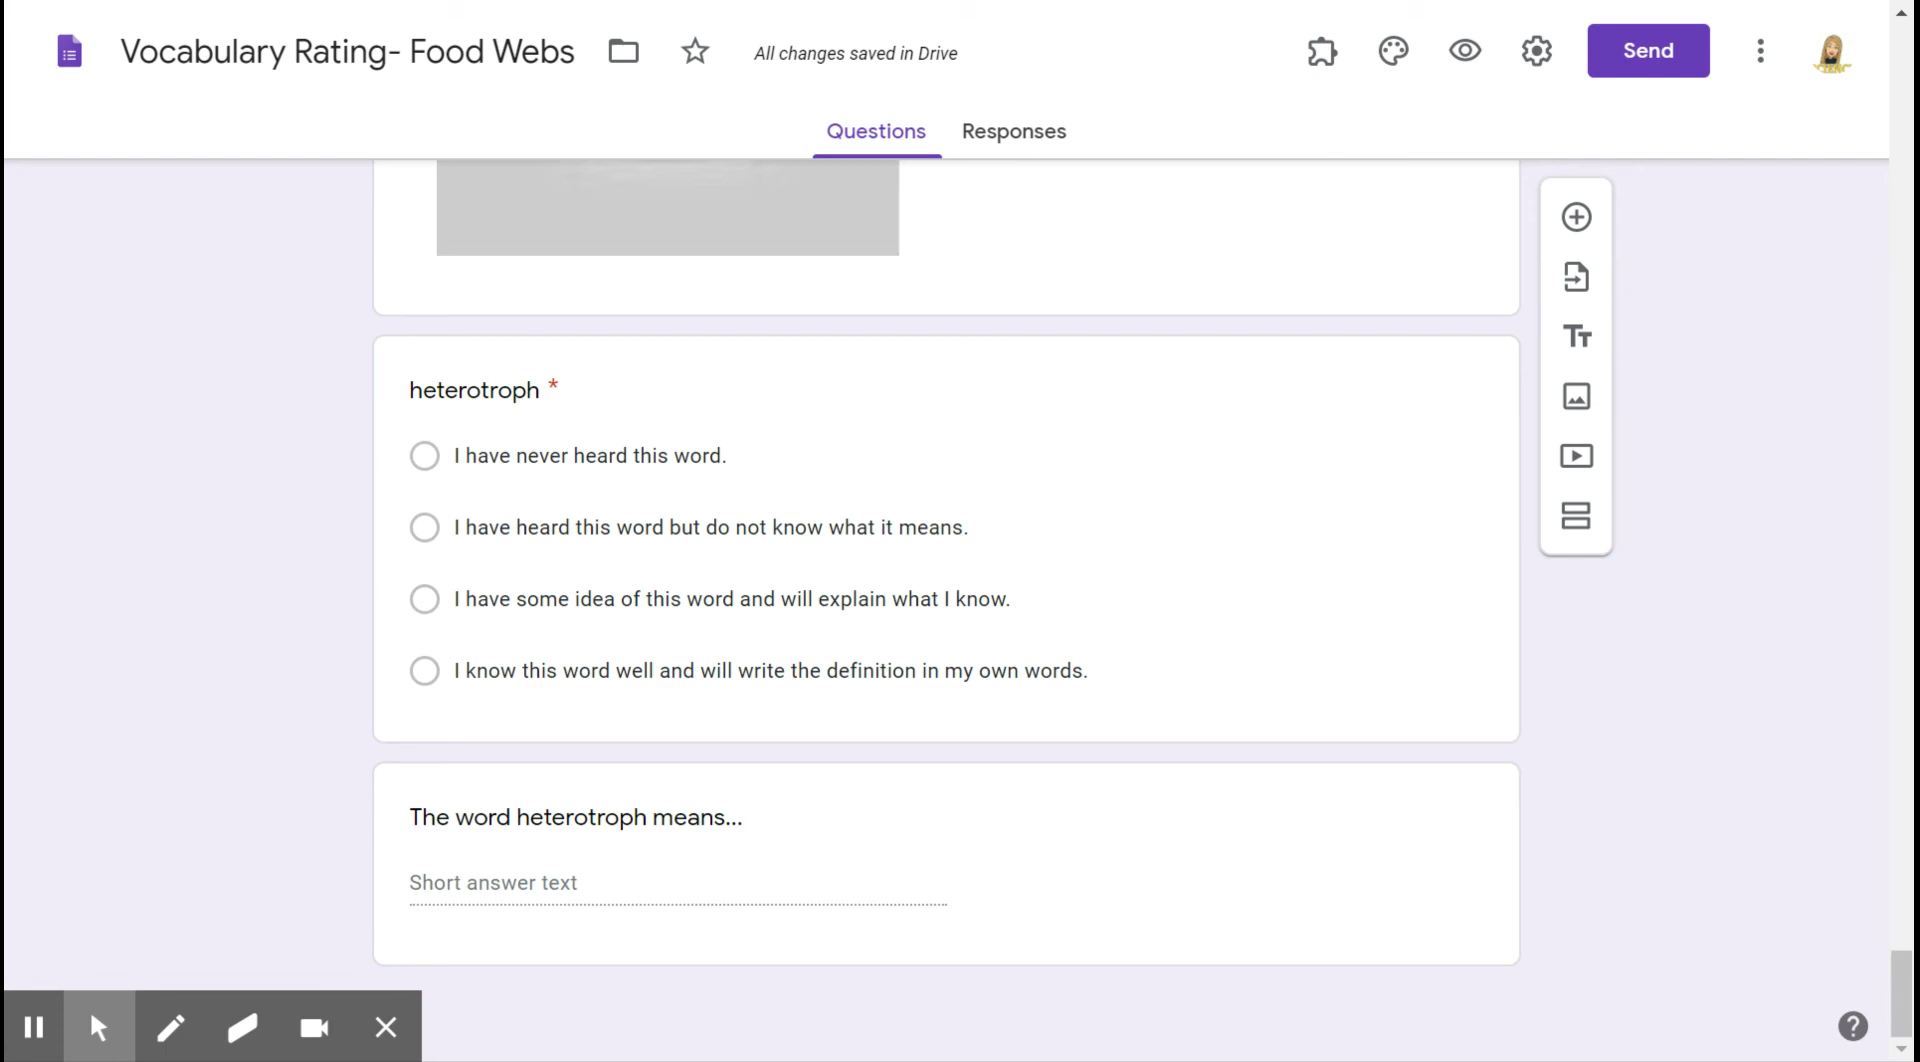 Vocabulary Rating- Food Webs
All changes saved in Drive
Send
Questions
Responses
heterotroph *
I have never heard this word.
I have heard this word but do not know what it means.
I have some idea of this word and will explain what I know.
I know this word well and will write the definition in my own words.
The word heterotroph means...
Short answer text